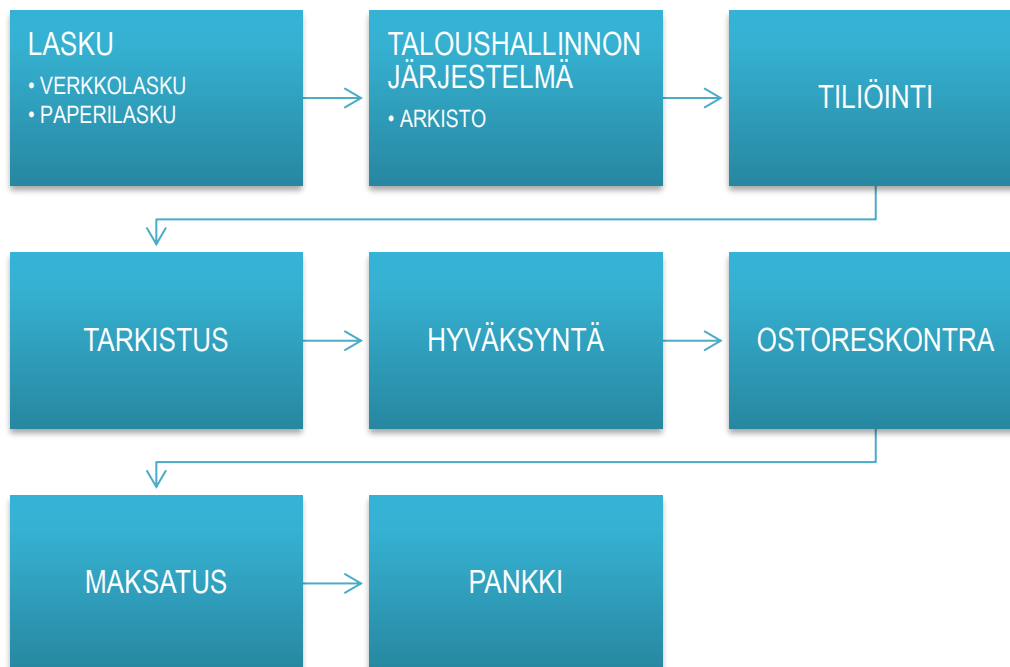 LASKU
• VERKKOLASKU
• PAPERILASKU
TALOUSHALLINNON
JÄRJESTELMÄ
• ARKISTO
TILIÖINTI
TARKISTUS
HYVÄKSYNTÄ
OSTORESKONTRA
MAKSATUS
PANKKI